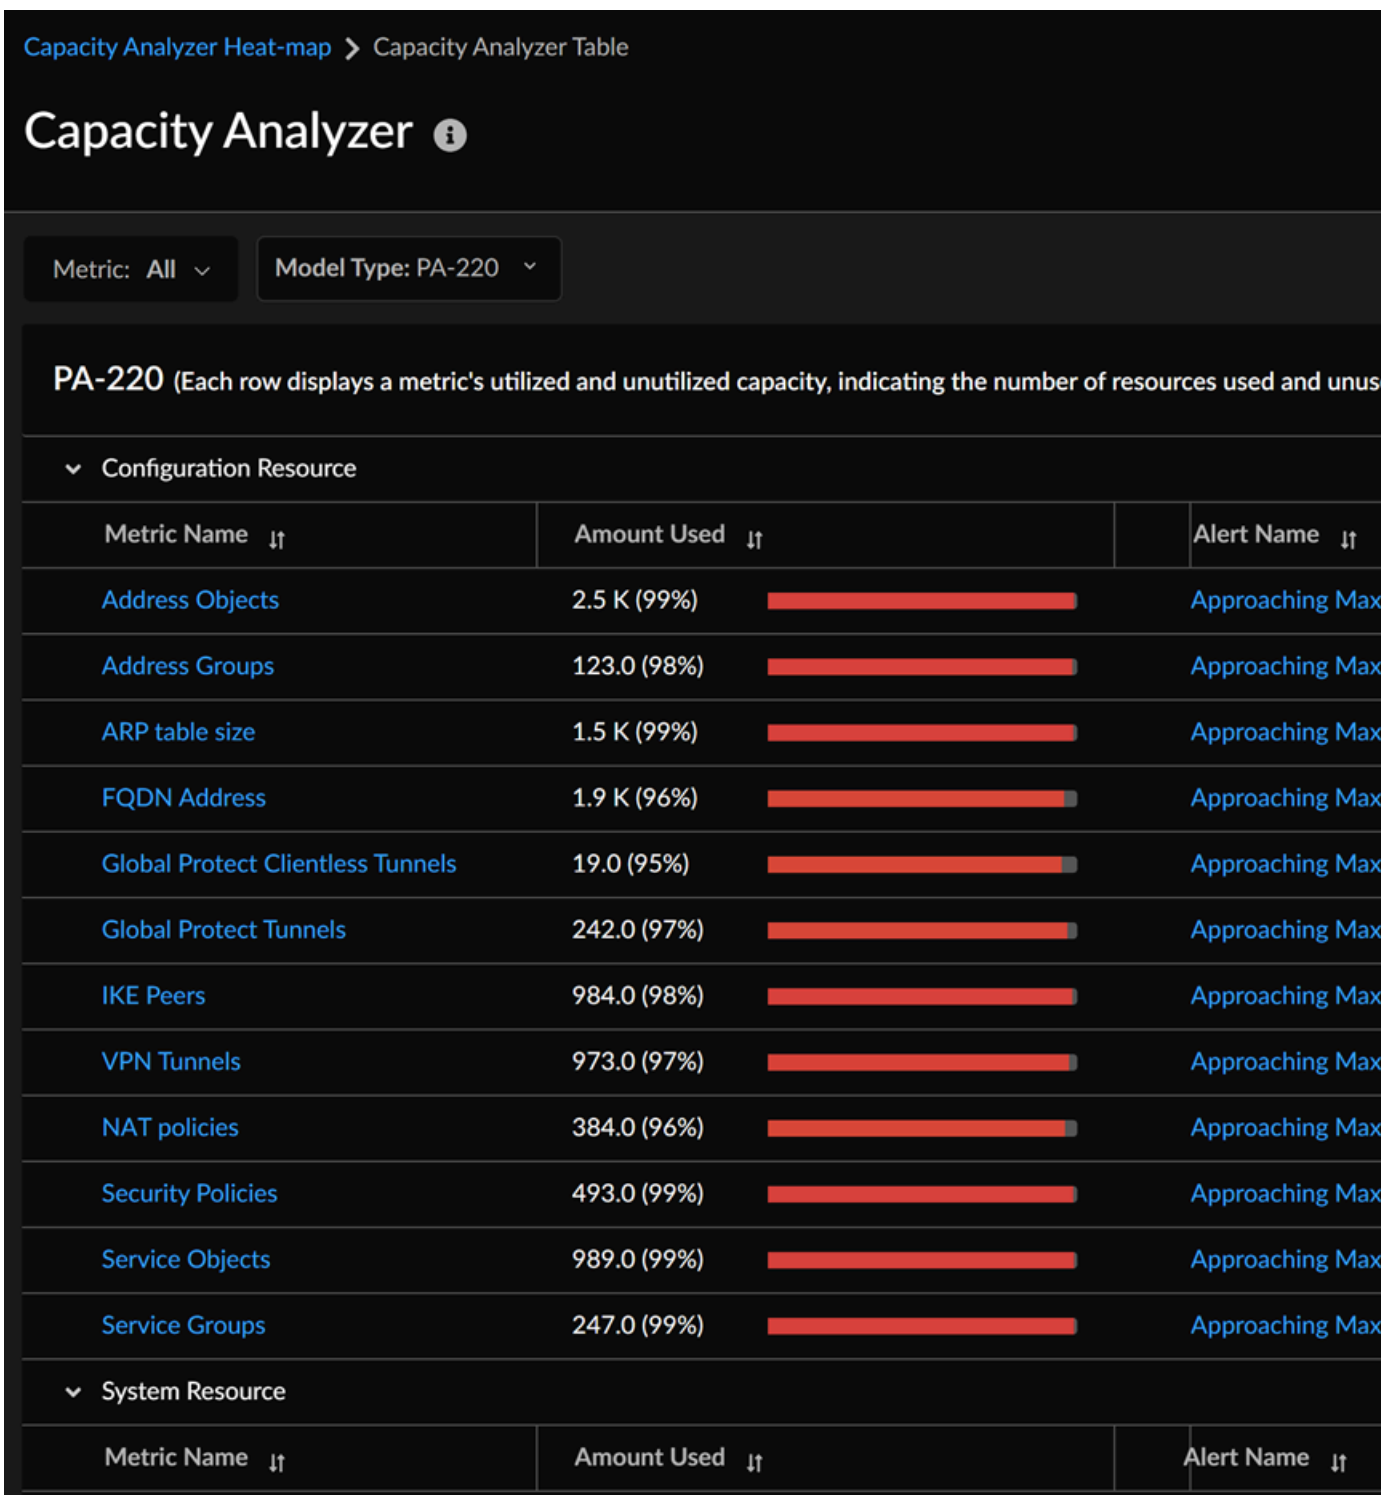 Capacity Analyzer Heat-map > Capacity Analyzer Table
Capacity Analyzer
Metric: All
Model Type: PA-220
PA-220 (Each row displays a metric's utilized and unutilized capacity, indicating the number of resources used and unus
Configuration Resource
Metric Name Amount Used Alert Name
Address Objects 2.5 K (99%) Approaching Max
Address Groups 123.0 (98%) Approaching Max
ARP table size 1.5 K (99%) Approaching Max
FQDN Address 1.9 K (96%) Approaching Max
Global Protect Clientless Tunnels 19.0 (95%) Approaching Max
Global Protect Tunnels 242.0 (97%) Approaching Max
IKE Peers 984.0 (98%) Approaching Max
VPN Tunnels 973.0 (97%) Approaching Max
NAT policies 384.0 (96%) Approaching Max
Security Policies 493.0 (99%) Approaching Max
Service Objects 989.0 (99%) Approaching Max
Service Groups 247.0 (99%) Approaching Max
System Resource
Metric Name Amount Used Alert Name